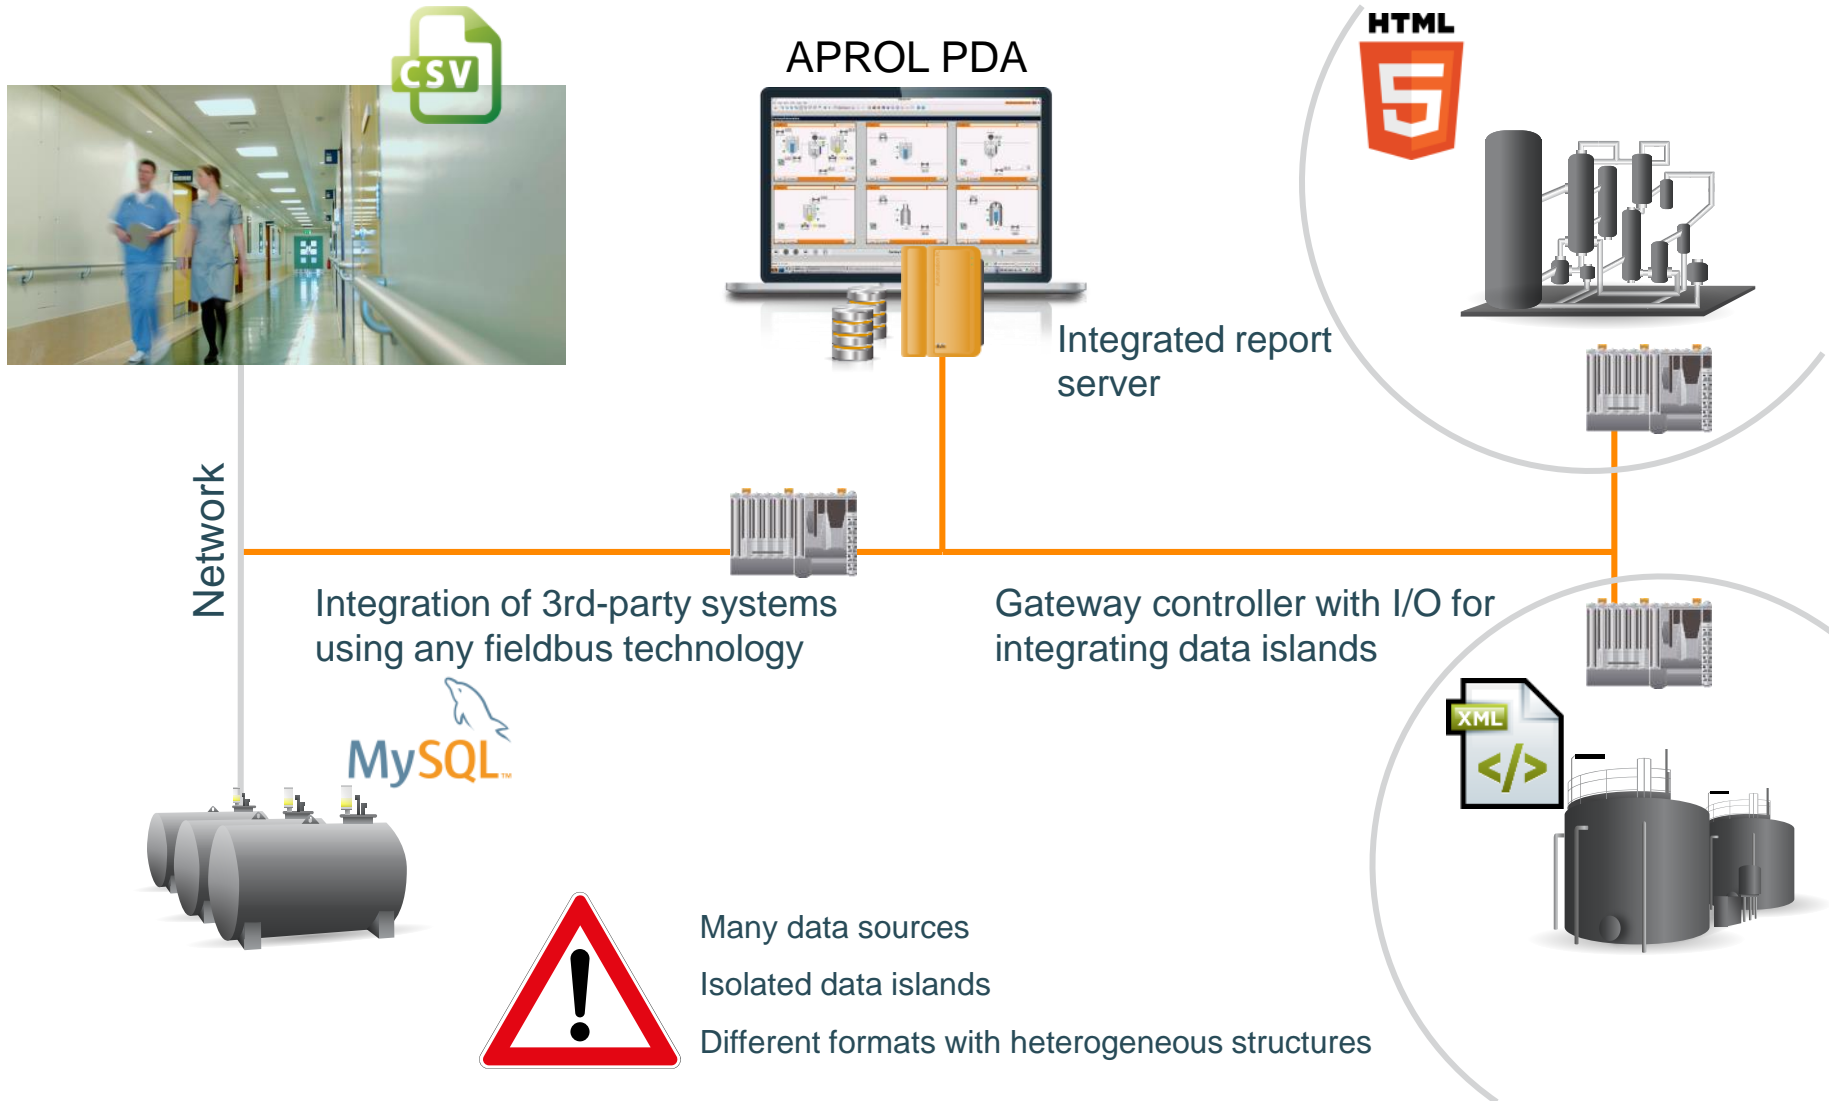 CSV
APROL PDA
HTML
5
Integrated report
server
Network
Integration of 3rd-party systems
using any fieldbus technology
Gateway controller with I/O for
integrating data islands
MySQL™
XML
</>
Many data sources
Isolated data islands
Different formats with heterogeneous structures